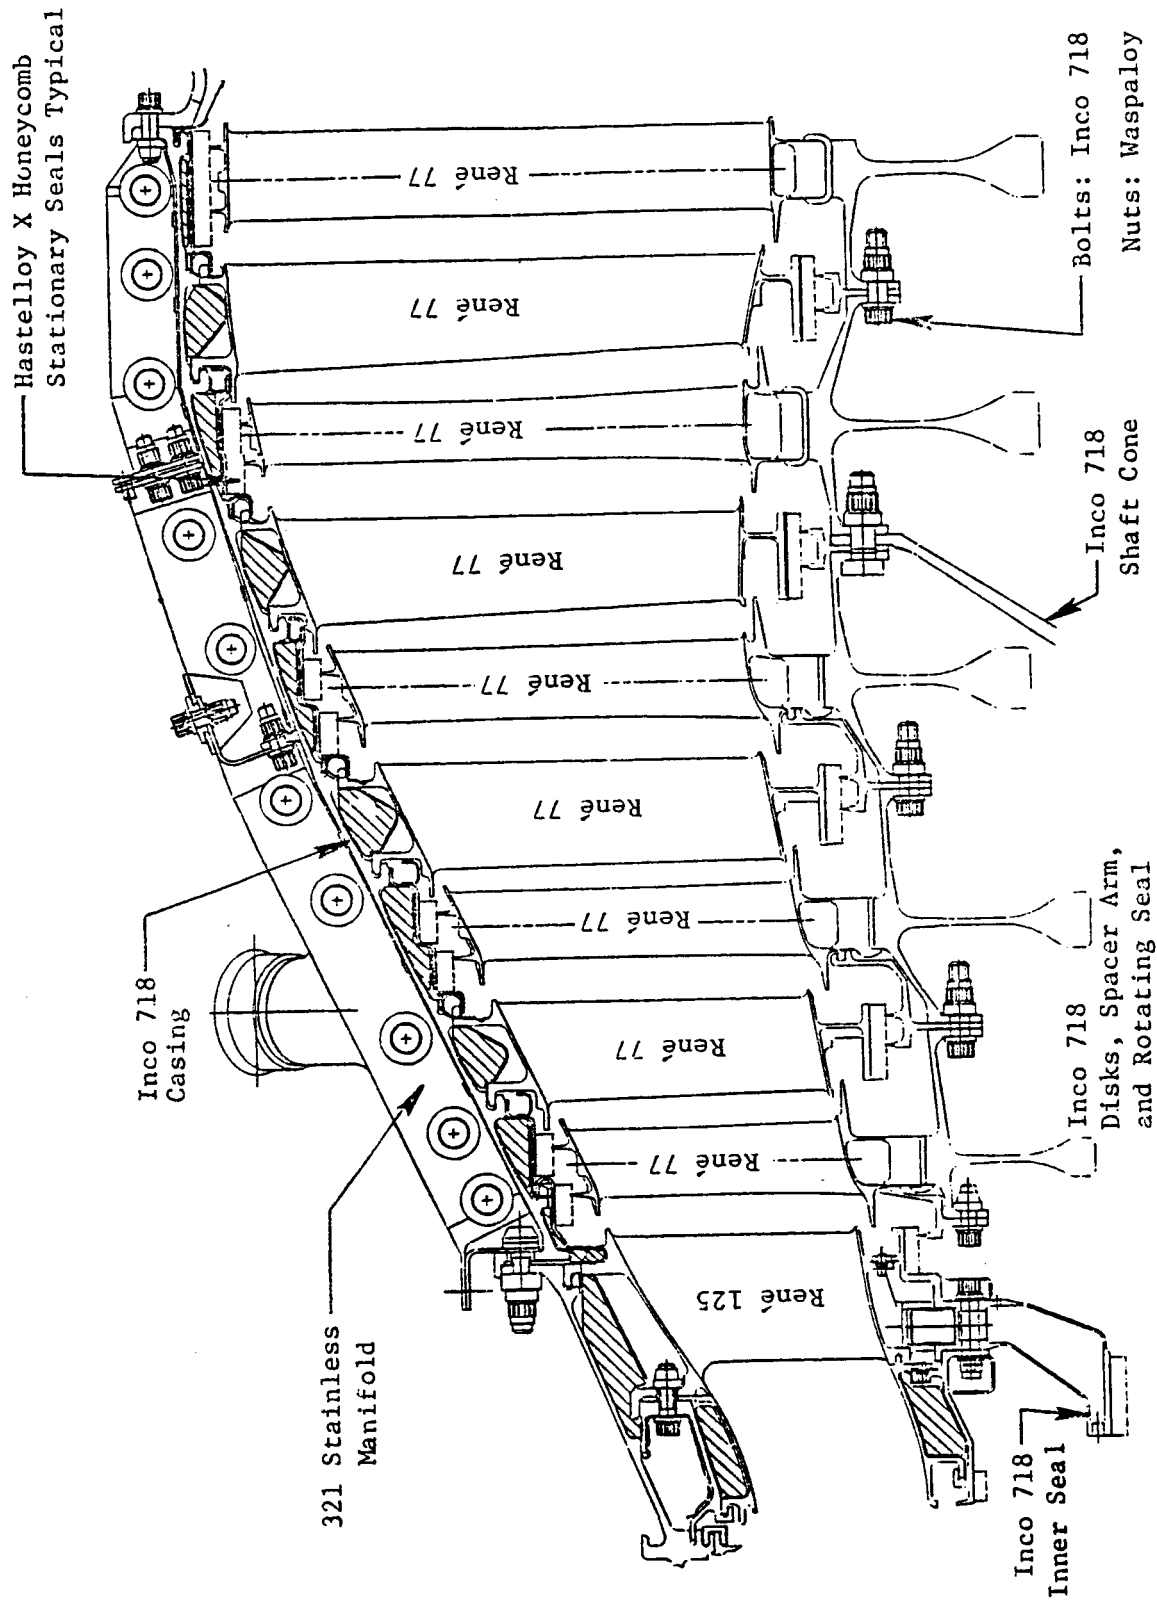 Hastelloy X Honeycomb
Stationary Seals Typical
Inco 718
Casing
321 Stainless
Manifold
René 125
René 77
René 77
René 77
René 77
René 77
René 77
René 77
René 77
René 77
Inco 718
Inner Seal
Inco 718
Disks, Spacer Arm,
and Rotating Seal
Inco 718
Shaft Cone
Bolts: Inco 718
Nuts: Waspaloy